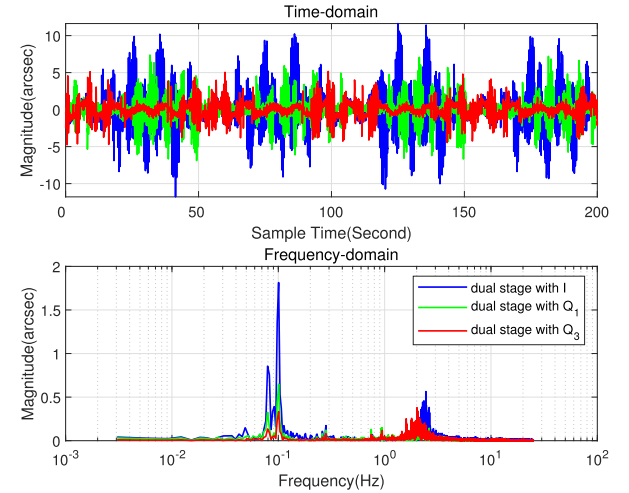 Time-domain
Magnitude(arcsec)
10
5
0
-5
-10
0 50 100 150 200
Sample Time(Second)
Frequency-domain
Magnitude(arcsec)
2
1.5
1
0.5
0
dual stage with I
dual stage with Q1
dual stage with Q3
10-3 10-2 10-1 100 101 102
Frequency(Hz)